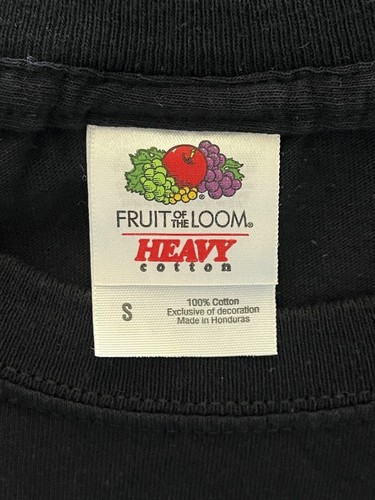 FRUIT OF THE LOOM®
HEAVY
cotton
S
100% Cotton
Exclusive of decoration
Made in Honduras